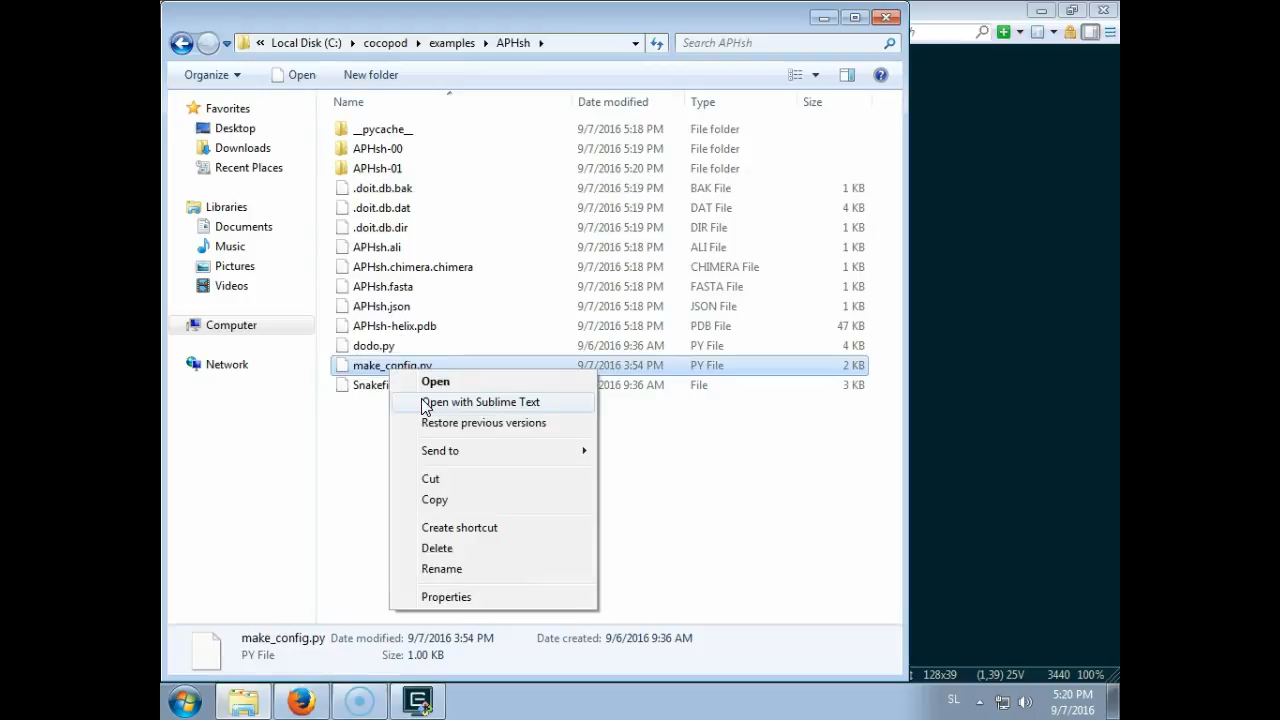 « Local Disk (C:) ▸ cocopod ▸ examples ▸ APHsh ▸
Search APHsh
Organize ▾ Open New folder
Name Date modified Type Size
Favorites
Desktop
Downloads
Recent Places
Libraries
Documents
Music
Pictures
Videos
Computer
Network
__pycache__ 9/7/2016 5:18 PM File folder
APHsh-00 9/7/2016 5:19 PM File folder
APHsh-01 9/7/2016 5:20 PM File folder
.doit.db.bak 9/7/2016 5:19 PM BAK File 1 KB
.doit.db.dat 9/7/2016 5:19 PM DAT File 4 KB
.doit.db.dir 9/7/2016 5:19 PM DIR File 1 KB
APHsh.ali 9/7/2016 5:18 PM ALI File 1 KB
APHsh.chimera.chimera 9/7/2016 5:18 PM CHIMERA File 1 KB
APHsh.fasta 9/7/2016 5:18 PM FASTA File 1 KB
APHsh.json 9/7/2016 5:18 PM JSON File 1 KB
APHsh-helix.pdb 9/7/2016 5:18 PM PDB File 47 KB
dodo.py 9/6/2016 9:36 AM PY File 4 KB
make_config.py 9/7/2016 3:54 PM PY File 2 KB
Snakefi 2016 9:36 AM File 3 KB
Open
Open with Sublime Text
Restore previous versions
Send to
Cut
Copy
Create shortcut
Delete
Rename
Properties
make_config.py Date modified: 9/7/2016 3:54 PM Date created: 9/6/2016 9:36 AM
PY File Size: 1.00 KB
128x39 (1,39) 25V 3440 100%
SL
5:20 PM
9/7/2016